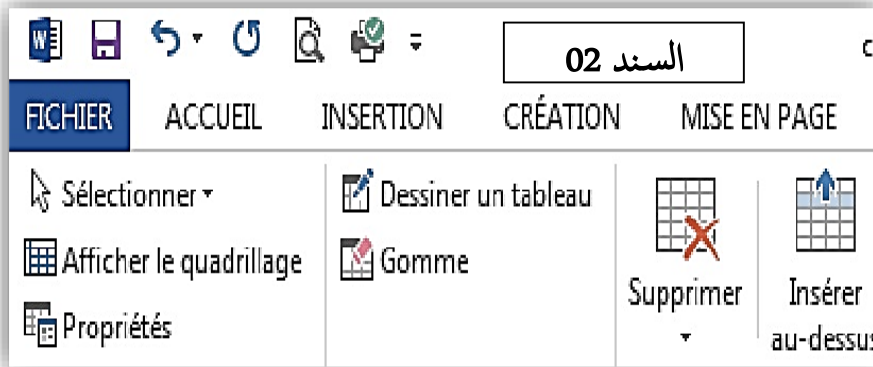 السند 02
FICHIER ACCUEIL INSERTION CRÉATION MISE EN PAGE
Sélectionner
Afficher le quadrillage
Propriétés
Dessiner un tableau
Gomme
Supprimer
Insérer
au-dessus